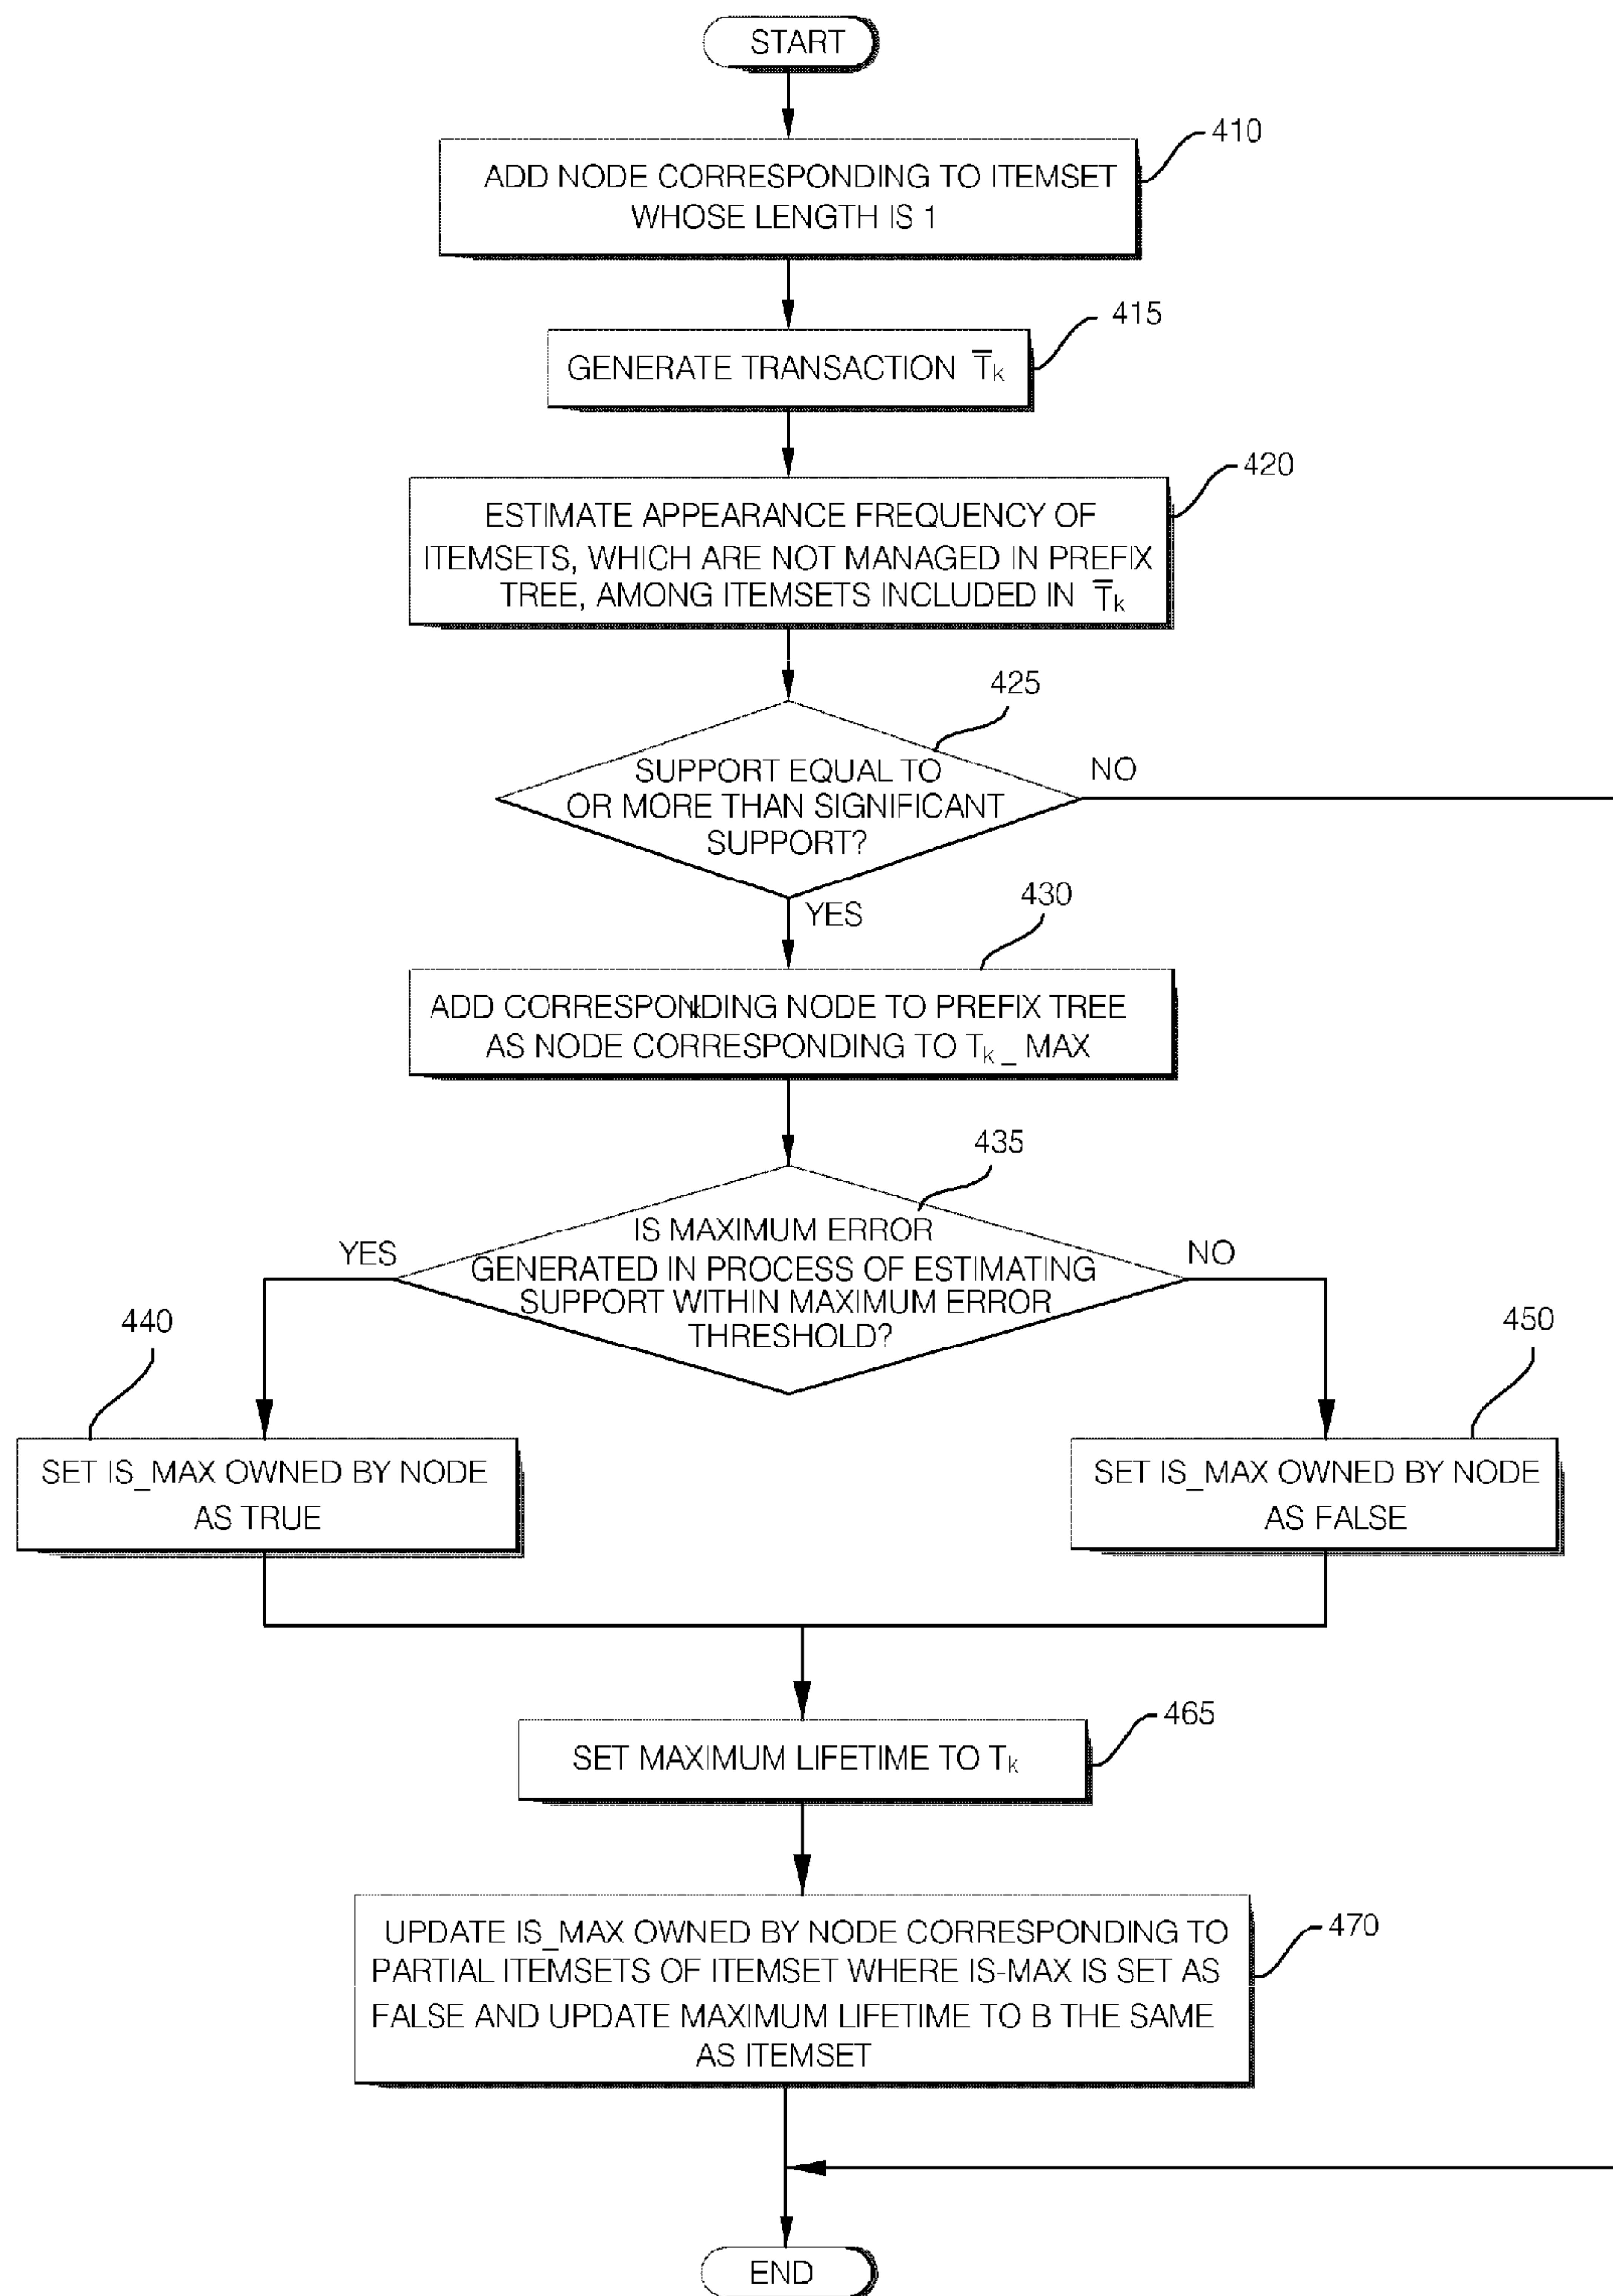 START
410
ADD NODE CORRESPONDING TO ITEMSET
WHOSE LENGTH IS 1
415
GENERATE TRANSACTION T̅k
420
ESTIMATE APPEARANCE FREQUENCY OF
ITEMSETS, WHICH ARE NOT MANAGED IN PREFIX
TREE, AMONG ITEMSETS INCLUDED IN T̅k
425
SUPPORT EQUAL TO
OR MORE THAN SIGNIFICANT
SUPPORT?
NO
YES
430
ADD CORRESPONDING NODE TO PREFIX TREE
AS NODE CORRESPONDING TO Tk_MAX
435
IS MAXIMUM ERROR
GENERATED IN PROCESS OF ESTIMATING
SUPPORT WITHIN MAXIMUM ERROR
THRESHOLD?
YES
NO
440
SET IS_MAX OWNED BY NODE
AS TRUE
450
SET IS_MAX OWNED BY NODE
AS FALSE
465
SET MAXIMUM LIFETIME TO Tk
470
UPDATE IS_MAX OWNED BY NODE CORRESPONDING TO
PARTIAL ITEMSETS OF ITEMSET WHERE IS-MAX IS SET AS
FALSE AND UPDATE MAXIMUM LIFETIME TO B THE SAME
AS ITEMSET
END